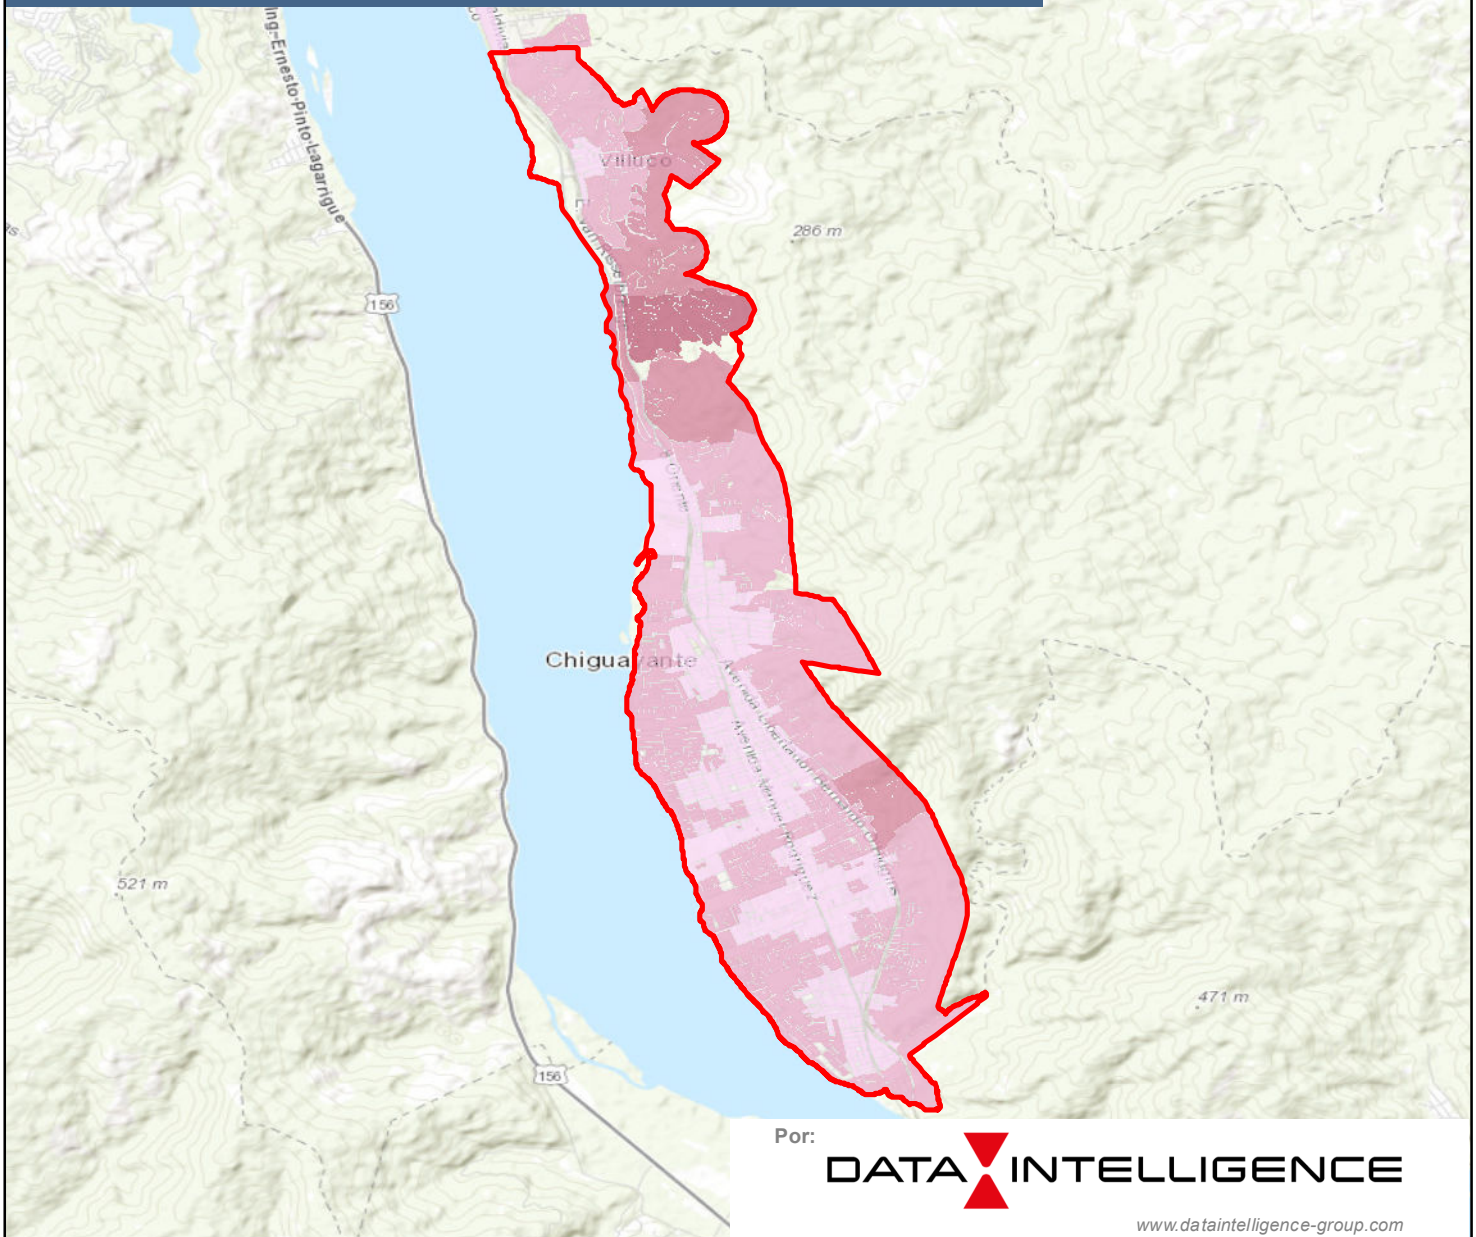 Ing-Ernesto-Pinto-Lagarrigue
Villuco
286 m
156
Chiguayante
Avenida Libertador Bernardo O'Higgins
Avenida Manuel Rodríguez
521 m
471 m
156
Por:
DATA INTELLIGENCE
www.dataintelligence-group.com